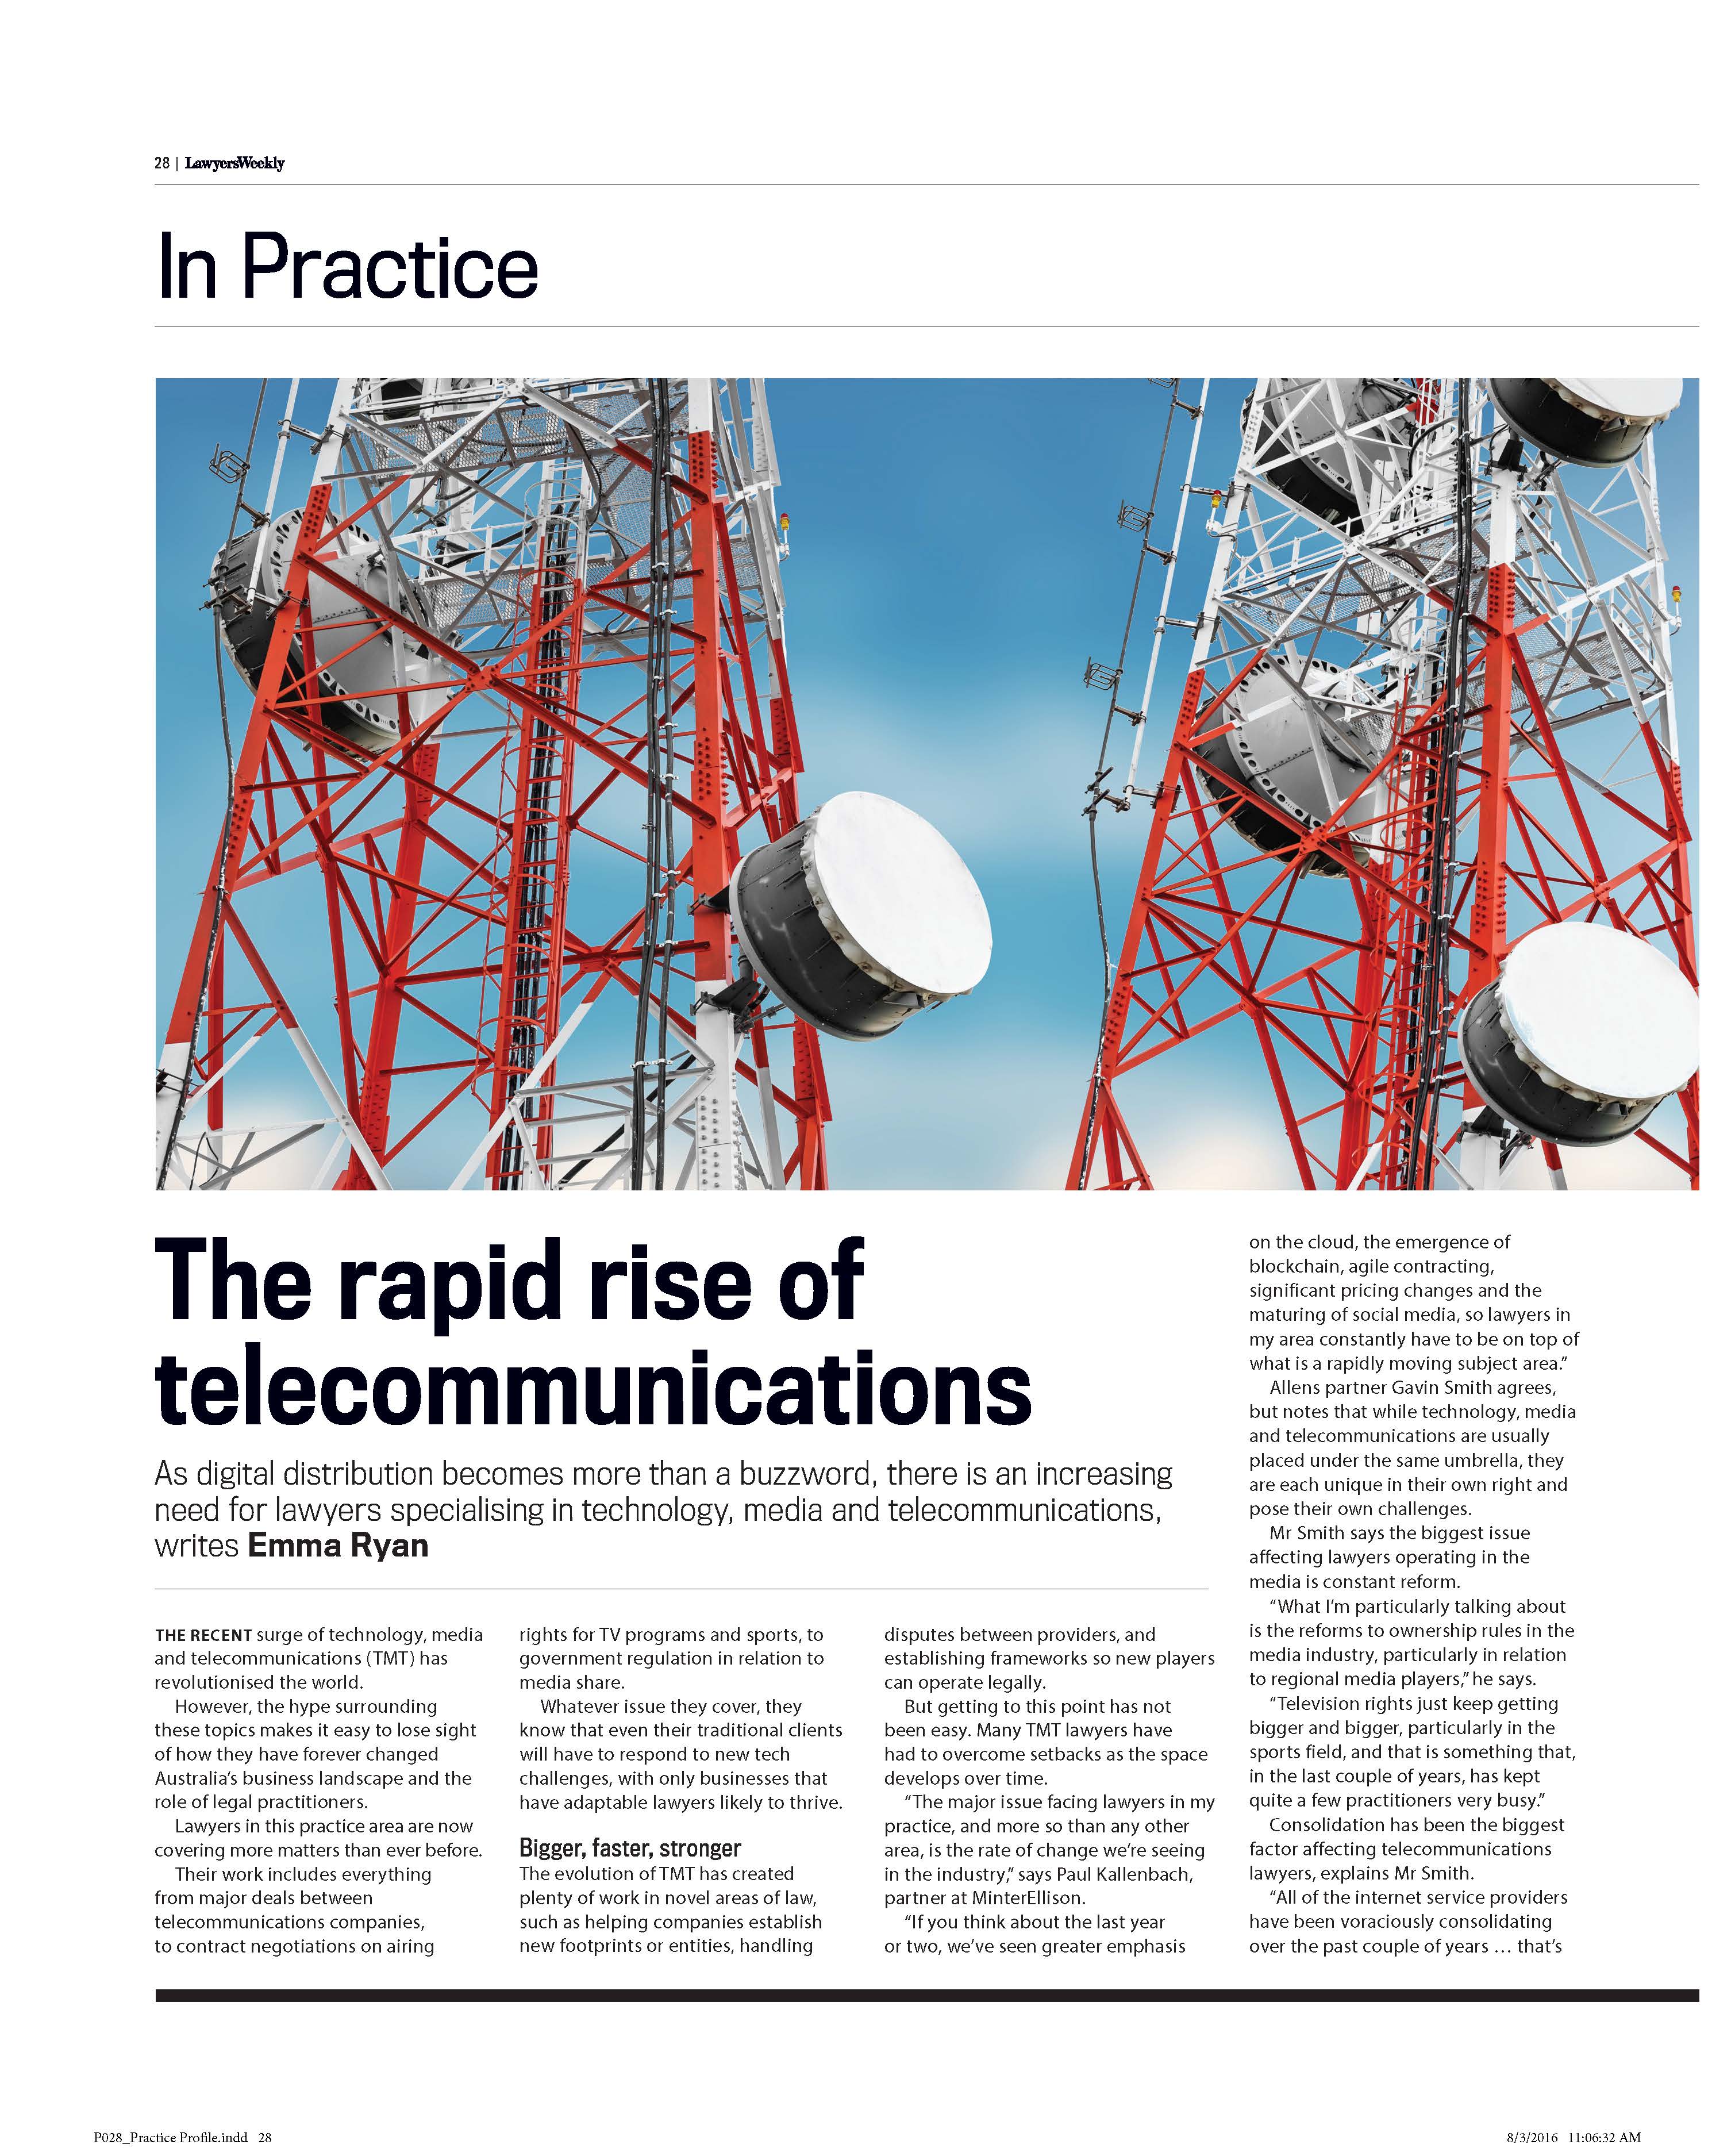 28 | LawyersWeekly
In Practice
The rapid rise of
telecommunications
As digital distribution becomes more than a buzzword, there is an increasing
need for lawyers specialising in technology, media and telecommunications,
writes Emma Ryan
THE RECENT surge of technology, media
and telecommunications (TMT) has
revolutionised the world.
However, the hype surrounding
these topics makes it easy to lose sight
of how they have forever changed
Australia's business landscape and the
role of legal practitioners.
Lawyers in this practice area are now
covering more matters than ever before.
Their work includes everything
from major deals between
telecommunications companies,
to contract negotiations on airing
rights for TV programs and sports, to
government regulation in relation to
media share.
Whatever issue they cover, they
know that even their traditional clients
will have to respond to new tech
challenges, with only businesses that
have adaptable lawyers likely to thrive.
Bigger, faster, stronger
The evolution of TMT has created
plenty of work in novel areas of law,
such as helping companies establish
new footprints or entities, handling
disputes between providers, and
establishing frameworks so new players
can operate legally.
But getting to this point has not
been easy. Many TMT lawyers have
had to overcome setbacks as the space
develops over time.
“The major issue facing lawyers in my
practice, and more so than any other
area, is the rate of change we're seeing
in the industry,” says Paul Kallenbach,
partner at MinterEllison.
“If you think about the last year
or two, we've seen greater emphasis
on the cloud, the emergence of
blockchain, agile contracting,
significant pricing changes and the
maturing of social media, so lawyers in
my area constantly have to be on top of
what is a rapidly moving subject area.”
Allens partner Gavin Smith agrees,
but notes that while technology, media
and telecommunications are usually
placed under the same umbrella, they
are each unique in their own right and
pose their own challenges.
Mr Smith says the biggest issue
affecting lawyers operating in the
media is constant reform.
“What I'm particularly talking about
is the reforms to ownership rules in the
media industry, particularly in relation
to regional media players,” he says.
“Television rights just keep getting
bigger and bigger, particularly in the
sports field, and that is something that,
in the last couple of years, has kept
quite a few practitioners very busy.”
Consolidation has been the biggest
factor affecting telecommunications
lawyers, explains Mr Smith.
“All of the internet service providers
have been voraciously consolidating
over the past couple of years … that's
P028_Practice Profile.indd 28
8/3/2016 11:06:32 AM